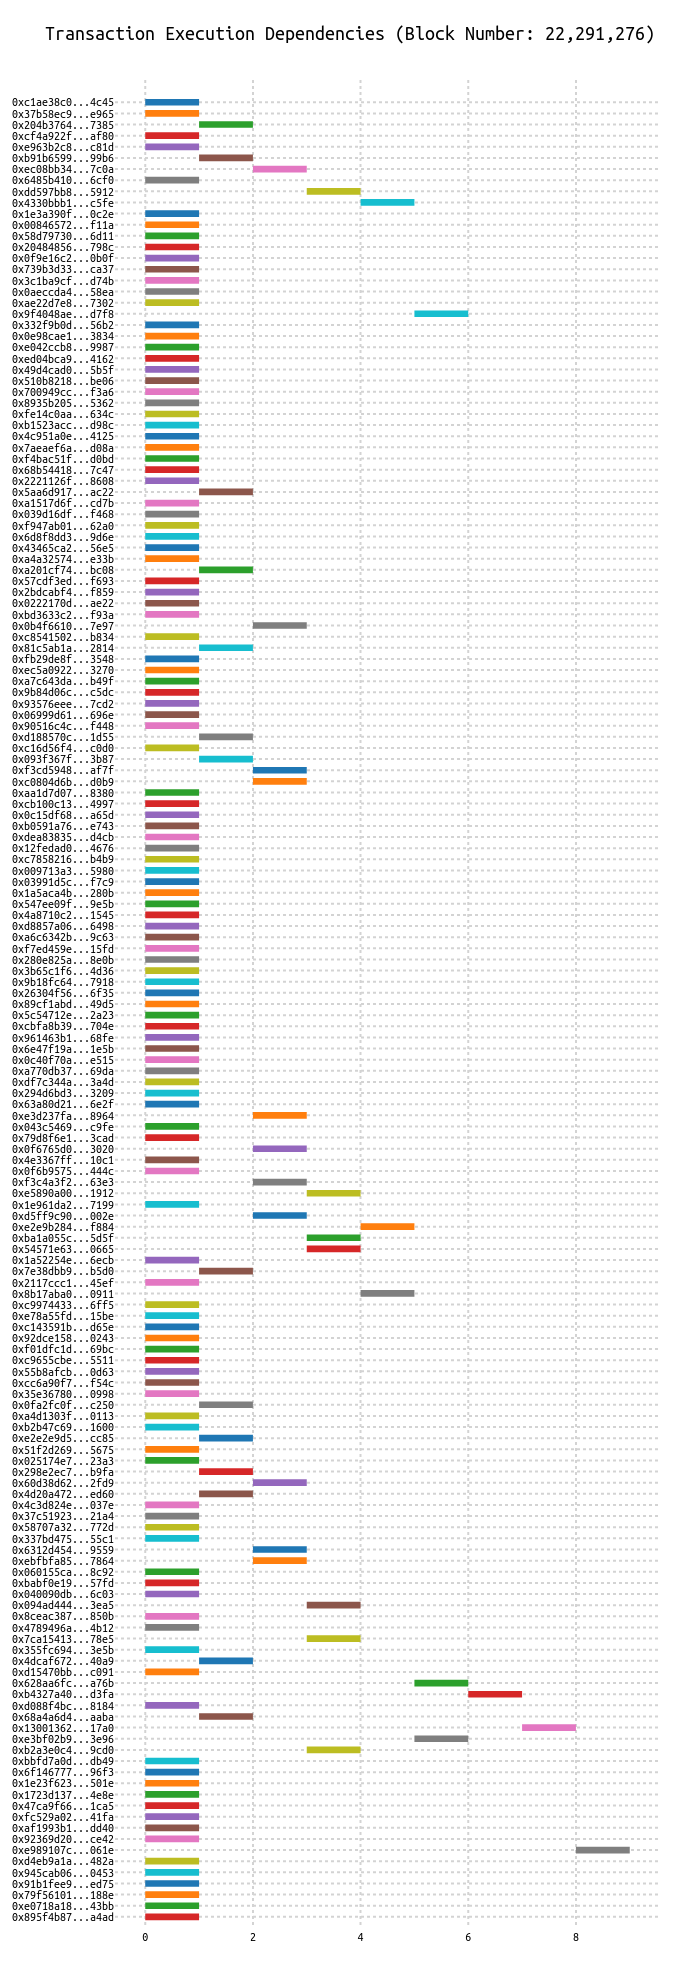 Transaction Execution Dependencies (Block Number: 22,291,276)
0xc1ae38c0...4c45
0x37b58ec9...e965
0x204b3764...7385
0xcf4a922f...af80
0xe963b2c8...c81d
0xb91b6599...99b6
0xec08bb34...7c0a
0x6485b410...6cf0
0xdd597bb8...5912
0x4330bbb1...c5fe
0x1e3a390f...0c2e
0x00846572...f11a
0x58d79730...6d11
0x20484856...798c
0x0f9e16c2...0b0f
0x739b3d33...ca37
0x3c1ba9cf...d74b
0x0aeccda4...58ea
0xae22d7e8...7302
0x9f4048ae...d7f8
0x332f9b0d...56b2
0x0e98cae1...3834
0xe042ccb8...9987
0xed04bca9...4162
0x49d4cad0...5b5f
0x510b8218...be06
0x700949cc...f3a6
0x8935b205...5362
0xfe14c0aa...634c
0xb1523acc...d98c
0x4c951a0e...4125
0x7aeaef6a...d08a
0xf4bac51f...d0bd
0x68b54418...7c47
0x2221126f...8608
0x5aa6d917...ac22
0xa1517d6f...cd7b
0x039d16df...f468
0xf947ab01...62a0
0x6d8f8dd3...9d6e
0x43465ca2...56e5
0xa4a32574...e33b
0xa201cf74...bc08
0x57cdf3ed...f693
0x2bdcabf4...f859
0x0222170d...ae22
0xbd3633c2...f93a
0x0b4f6610...7e97
0xc8541502...b834
0x81c5ab1a...2814
0xfb29de8f...3548
0xec5a0922...3270
0xa7c643da...b49f
0x9b84d06c...c5dc
0x93576eee...7cd2
0x06999d61...696e
0x90516c4c...f448
0xd188570c...1d55
0xc16d56f4...c0d0
0x093f367f...3b87
0xf3cd5948...af7f
0xc0804d6b...d0b9
0xaa1d7d07...8380
0xcb100c13...4997
0x0c15df68...a65d
0xb0591a76...e743
0xdea83835...d4cb
0x12fedad0...4676
0xc7858216...b4b9
0x009713a3...5980
0x03991d5c...f7c9
0x1a5aca4b...280b
0x547ee09f...9e5b
0x4a8710c2...1545
0xd8857a06...6498
0xa6c6342b...9c63
0xf7ed459e...15fd
0x280e825a...8e0b
0x3b65c1f6...4d36
0x9b18fc64...7918
0x26304f56...6f35
0x89cf1abd...49d5
0x5c54712e...2a23
0xcbfa8b39...704e
0x961463b1...68fe
0x6e47f19a...1e5b
0x0c40f70a...e515
0xa770db37...69da
0xdf7c344a...3a4d
0x294d6bd3...3209
0x63a80d21...6e2f
0xe3d237fa...8964
0x043c5469...c9fe
0x79d8f6e1...3cad
0x0f6765d0...3020
0x4e3367ff...10c1
0x0f6b9575...444c
0xf3c4a3f2...63e3
0xe5890a00...1912
0x1e961da2...7199
0xd5ff9c90...002e
0xe2e9b284...f884
0xba1a055c...5d5f
0x54571e63...0665
0x1a52254e...6ecb
0x7e38dbb9...b5d0
0x2117ccc1...45ef
0x8b17aba0...0911
0xc9974433...6ff5
0xe78a55fd...15be
0xc143591b...d65e
0x92dce158...0243
0xf01dfc1d...69bc
0xc9655cbe...5511
0x55b8afcb...0d63
0xcc6a90f7...f54c
0x35e36780...0998
0x0fa2fc0f...c250
0xa4d1303f...0113
0xb2b47c69...1600
0xe2e2e9d5...cc85
0x51f2d269...5675
0x025174e7...23a3
0x298e2ec7...b9fa
0x60d38d62...2fd9
0x4d20a472...ed60
0x4c3d824e...037e
0x37c51923...21a4
0x58707a32...772d
0x337bd475...55c1
0x6312d454...9559
0xebfbfa85...7864
0x060155ca...8c92
0xbabf0e19...57fd
0x040090db...6c03
0x094ad444...3ea5
0x8ceac387...850b
0x4789496a...4b12
0x7ca15413...78e5
0x355fc694...3e5b
0x4dcaf672...40a9
0xd15470bb...c091
0x628aa6fc...a76b
0xb4327a40...d3fa
0xd088f4bc...8184
0x68a4a6d4...aaba
0x13001362...17a0
0xe3bf02b9...3e96
0xb2a3e0c4...9cd0
0xbbfd7a0d...db49
0x6f146777...96f3
0x1e23f623...501e
0x1723d137...4e8e
0x47ca9f66...1ca5
0xfc529a02...41fa
0xaf1993b1...dd40
0x92369d20...ce42
0xe989107c...061e
0xd4eb9a1a...482a
0x945cab06...0453
0x91b1fee9...ed75
0x79f56101...188e
0xe0718a18...43bb
0x895f4b87...a4ad
0 2 4 6 8